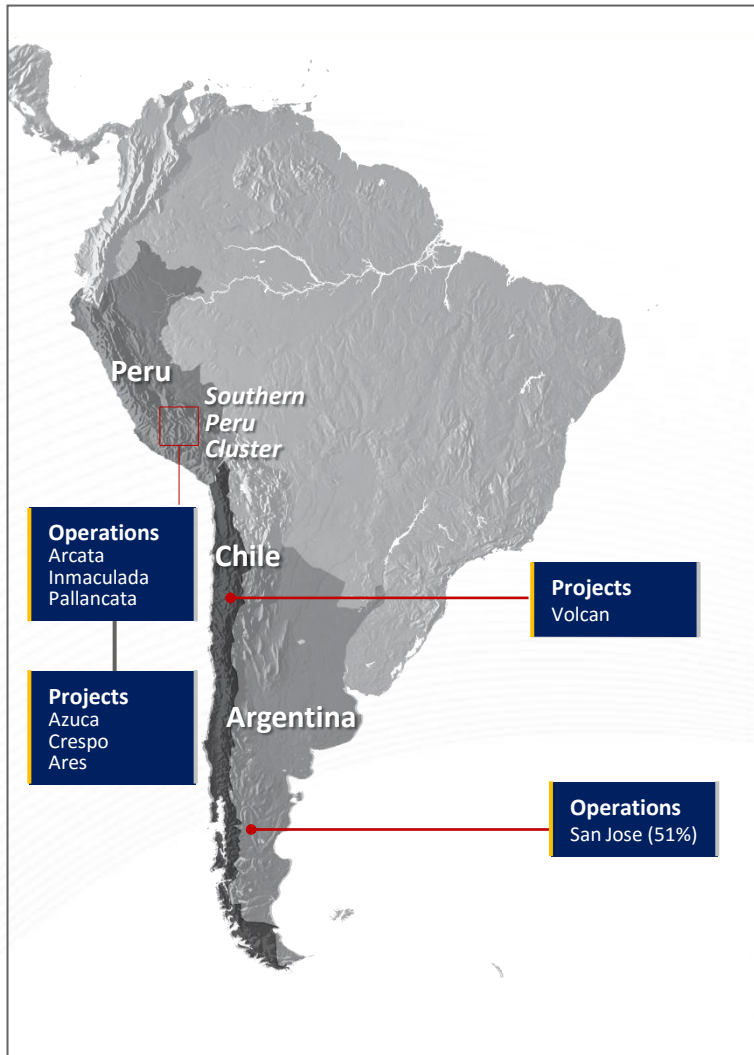 Peru
Southern
Peru
Cluster
Operations
Arcata
Inmaculada
Pallancata
Chile
Projects
Volcan
Projects
Azuca
Crespo
Ares
Argentina
Operations
San Jose (51%)